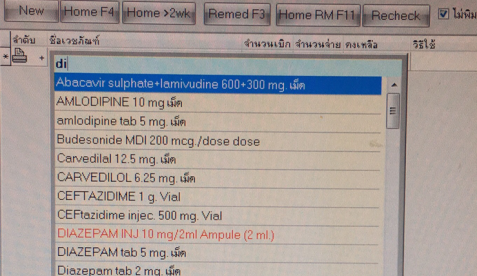 New Home F4 Home >2wk Remed F3 Home RM F11 Recheck ไม่พิม
ลำดับ ชื่อเวชภัณฑ์ จำนวนเบิก จำนวนจ่าย คงเหลือ วิธีใช้
di
Abacavir sulphate+lamivudine 600+300 mg. เม็ด
AMLODIPINE 10 mg เม็ด
amlodipine tab 5 mg. เม็ด
Budesonide MDI 200 mcg./dose dose
Carvedilal 12.5 mg. เม็ด
CARVEDILOL 6.25 mg. เม็ด
CEFTAZIDIME 1 g. Vial
CEFtazidime injec. 500 mg. Vial
DIAZEPAM INJ 10 mg/2ml Ampule (2 ml.)
DIAZEPAM tab 5 mg. เม็ด
Diazepam tab 2 mg. เม็ด